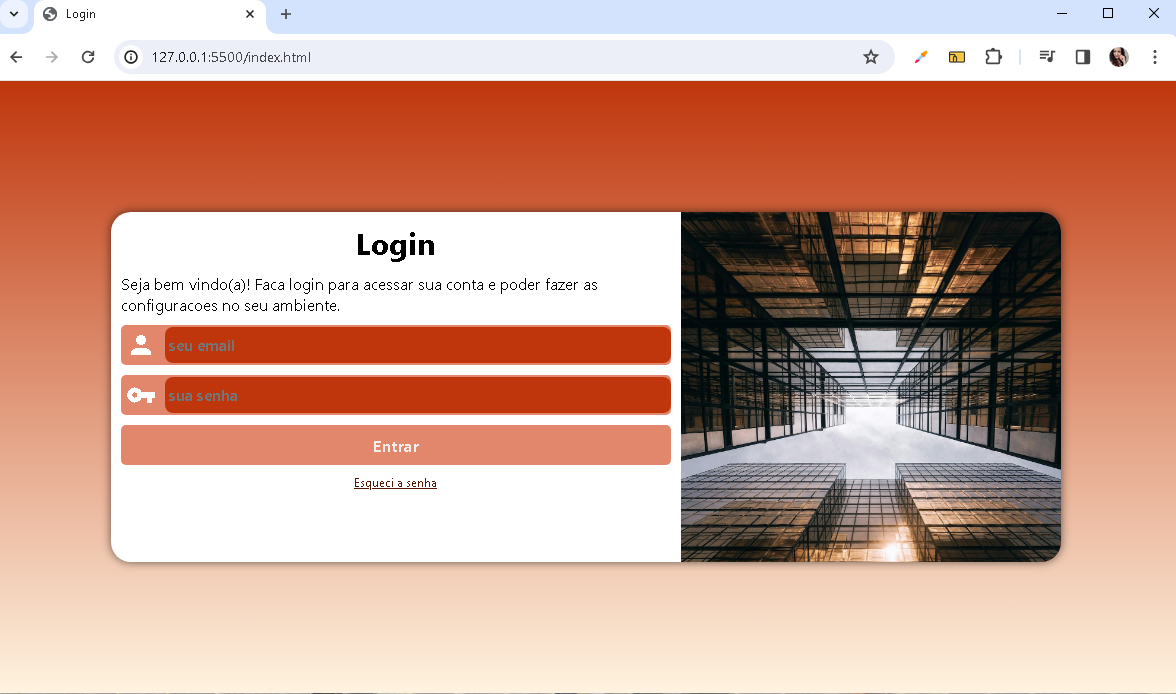 Login
127.0.0.1:5500/index.html
Login
Seja bem vindo(a)! Faca login para acessar sua conta e poder fazer as
configuracoes no seu ambiente.
seu email
sua senha
Entrar
Esqueci a senha